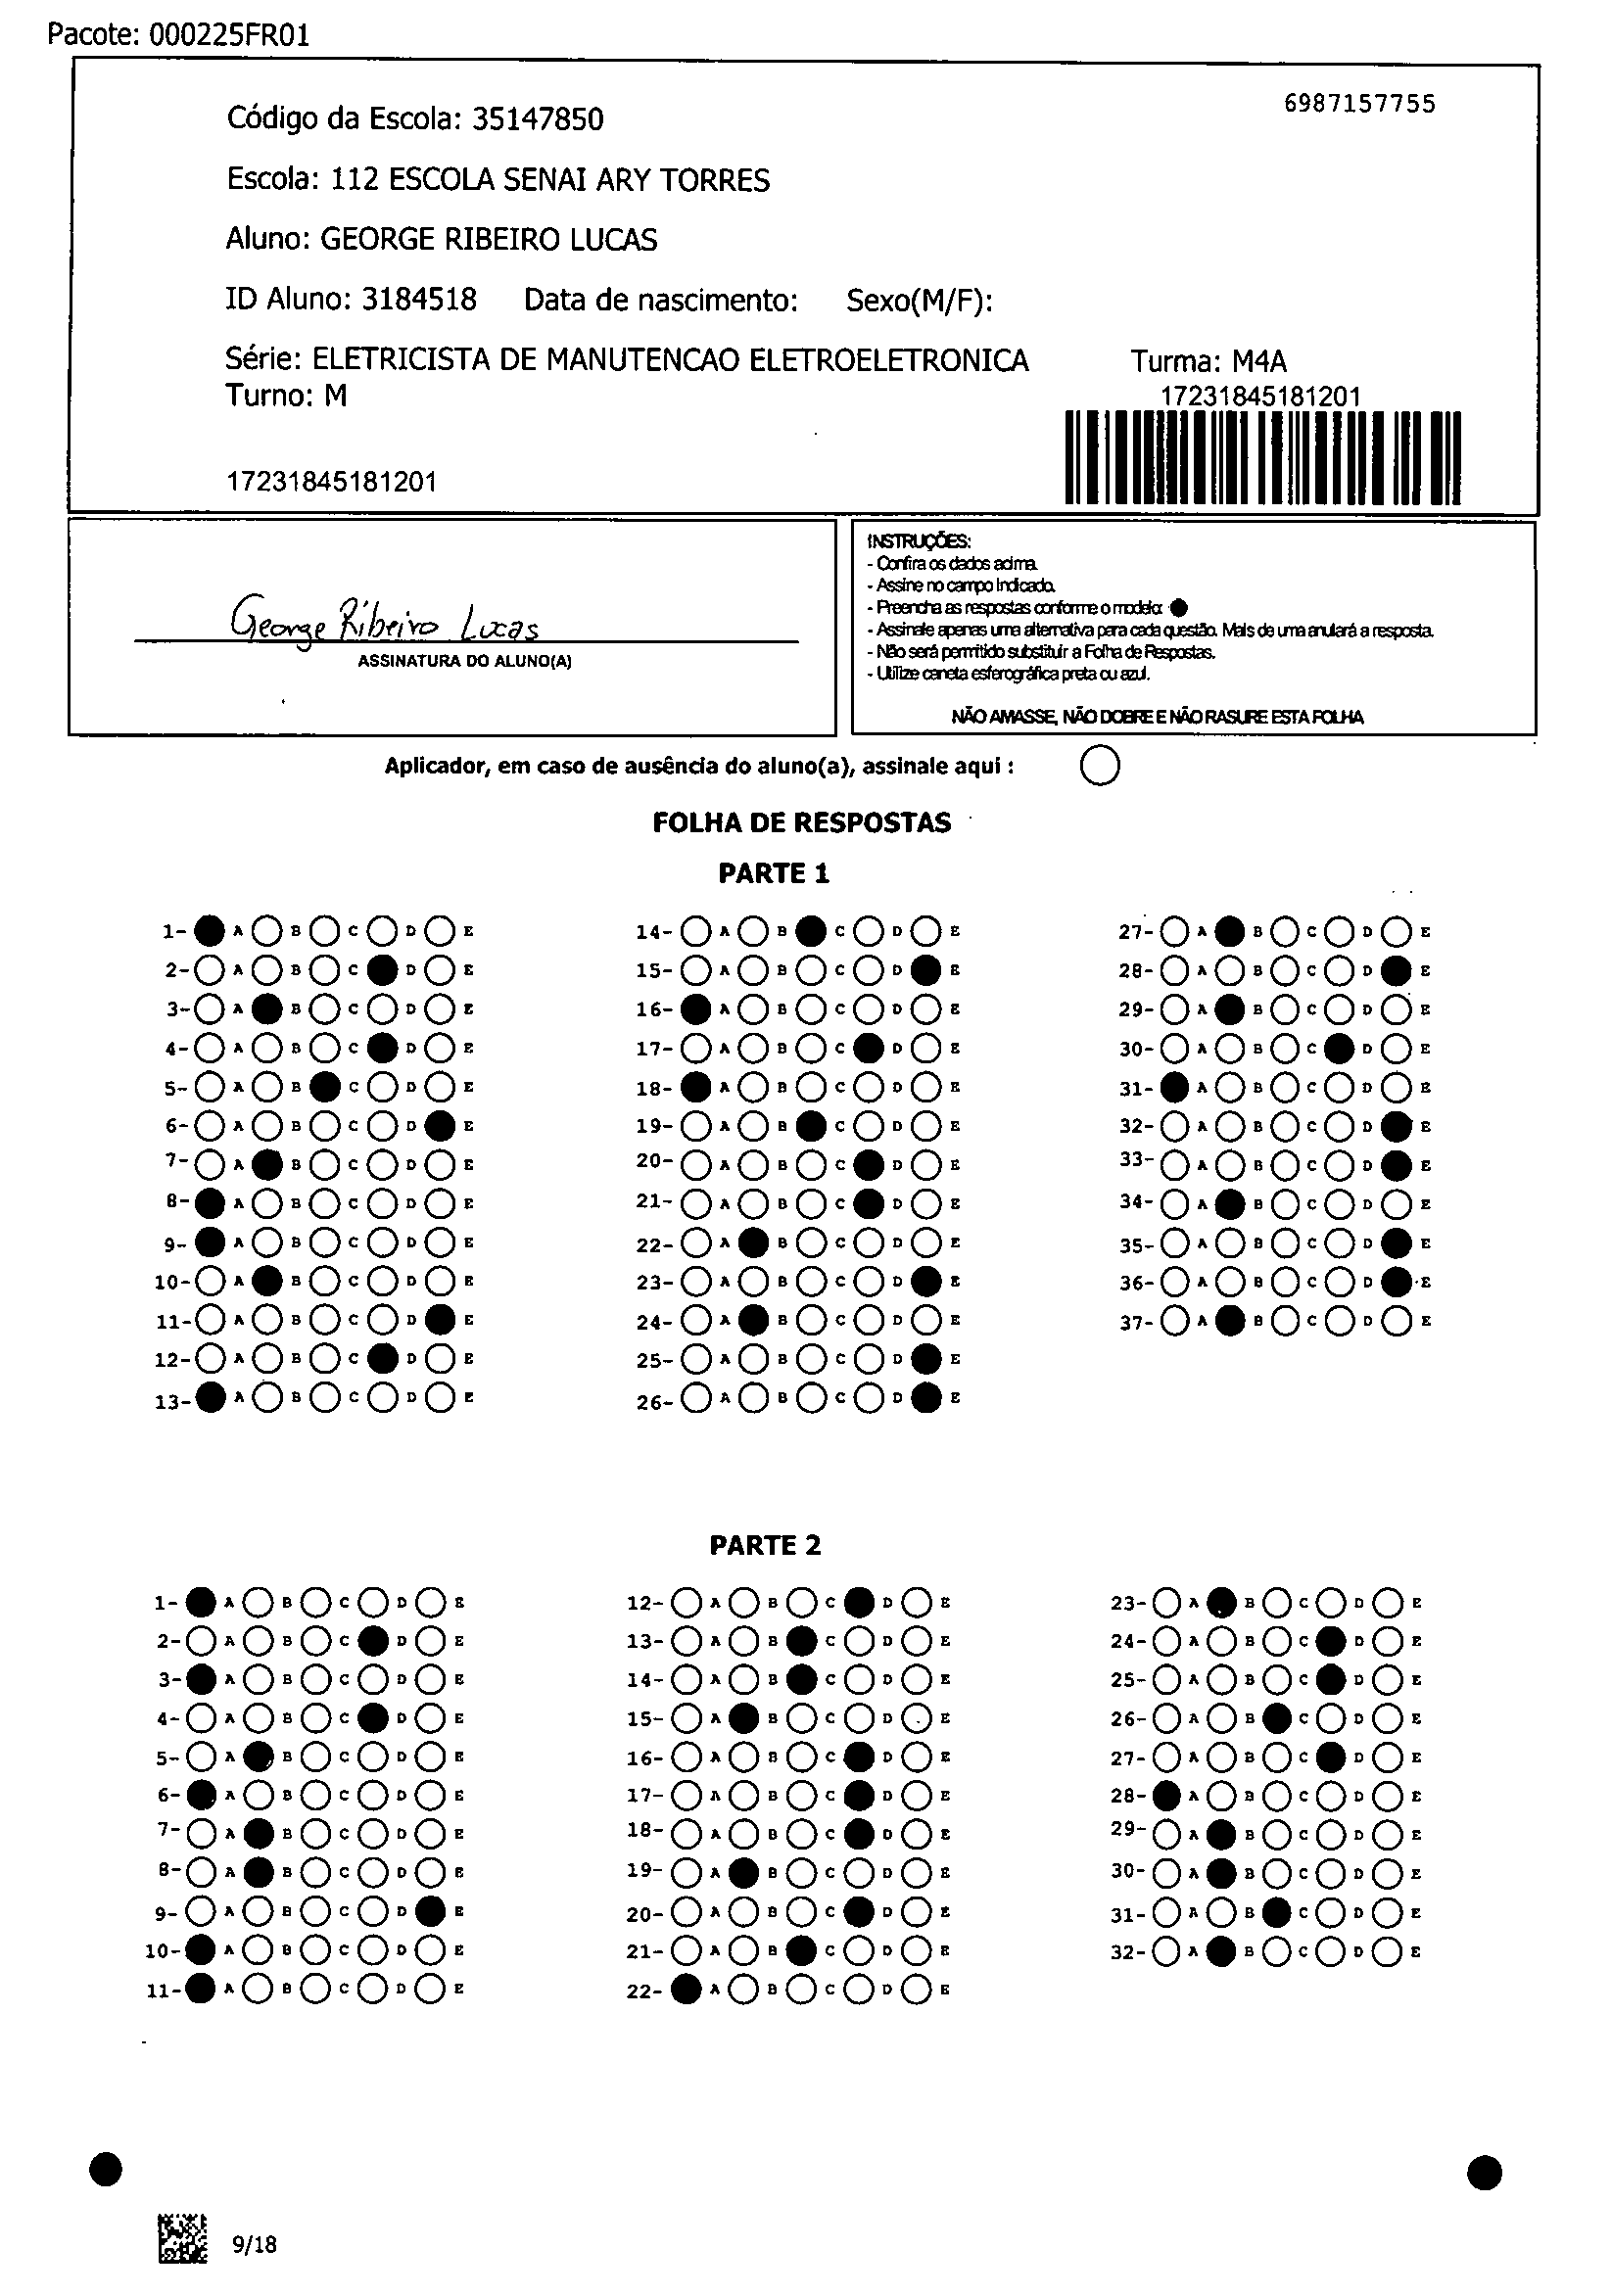 Pacote: 000225FR01
6987157755
Código da Escola: 35147850
Escola: 112 ESCOLA SENAI ARY TORRES
Aluno: GEORGE RIBEIRO LUCAS
ID Aluno: 3184518 Data de nascimento: Sexo(M/F):
Série: ELETRICISTA DE MANUTENCAO ELETROELETRONICA Turma: M4A
Turno: M 17231845181201
17231845181201
George Ribeiro Lucas
ASSINATURA DO ALUNO(A)
INSTRUÇÕES:
- Confira os dados acima.
- Assine no campo Indicado.
- Preencha as respostas conforme o modelo:
- Assinale apenas uma alternativa para cada questão. Mais de uma anulará a resposta.
- Não será permitido substituir a Folha de Respostas.
- Utilize caneta esferográfica preta ou azul.
NÃO AMASSE, NÃO DOBRE E NÃO RASURE ESTA FOLHA
Aplicador, em caso de ausência do aluno(a), assinale aqui :
FOLHA DE RESPOSTAS
PARTE 1
1- A B C D E 14- A B C D E 27- A B C D E
2- A B C D E 15- A B C D E 28- A B C D E
3- A B C D E 16- A B C D E 29- A B C D E
4- A B C D E 17- A B C D E 30- A B C D E
5- A B C D E 18- A B C D E 31- A B C D E
6- A B C D E 19- A B C D E 32- A B C D E
7- A B C D E 20- A B C D E 33- A B C D E
8- A B C D E 21- A B C D E 34- A B C D E
9- A B C D E 22- A B C D E 35- A B C D E
10- A B C D E 23- A B C D E 36- A B C D E
11- A B C D E 24- A B C D E 37- A B C D E
12- A B C D E 25- A B C D E
13- A B C D E 26- A B C D E
PARTE 2
1- A B C D E 12- A B C D E 23- A B C D E
2- A B C D E 13- A B C D E 24- A B C D E
3- A B C D E 14- A B C D E 25- A B C D E
4- A B C D E 15- A B C D E 26- A B C D E
5- A B C D E 16- A B C D E 27- A B C D E
6- A B C D E 17- A B C D E 28- A B C D E
7- A B C D E 18- A B C D E 29- A B C D E
8- A B C D E 19- A B C D E 30- A B C D E
9- A B C D E 20- A B C D E 31- A B C D E
10- A B C D E 21- A B C D E 32- A B C D E
11- A B C D E 22- A B C D E
9/18